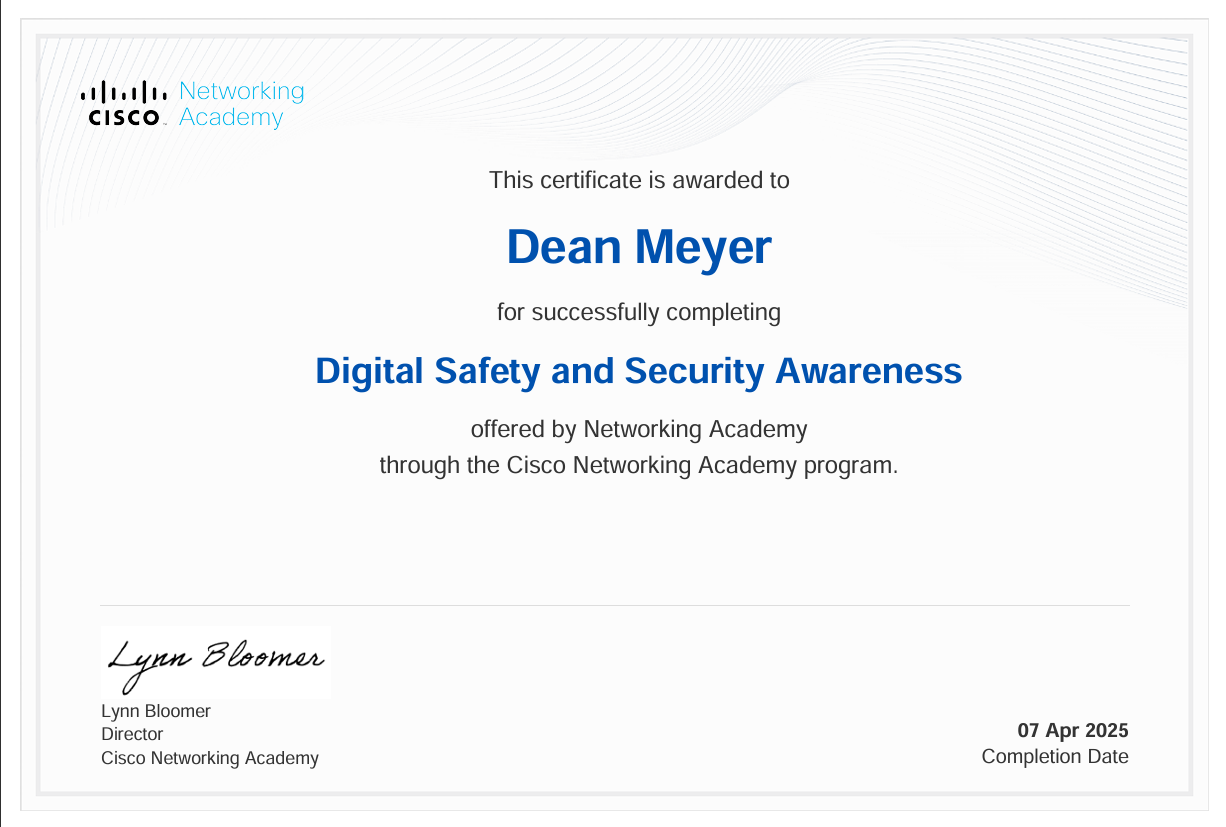 CISCO Networking Academy
This certificate is awarded to
Dean Meyer
for successfully completing
Digital Safety and Security Awareness
offered by Networking Academy
through the Cisco Networking Academy program.
Lynn Bloomer
Lynn Bloomer
Director
Cisco Networking Academy
07 Apr 2025
Completion Date